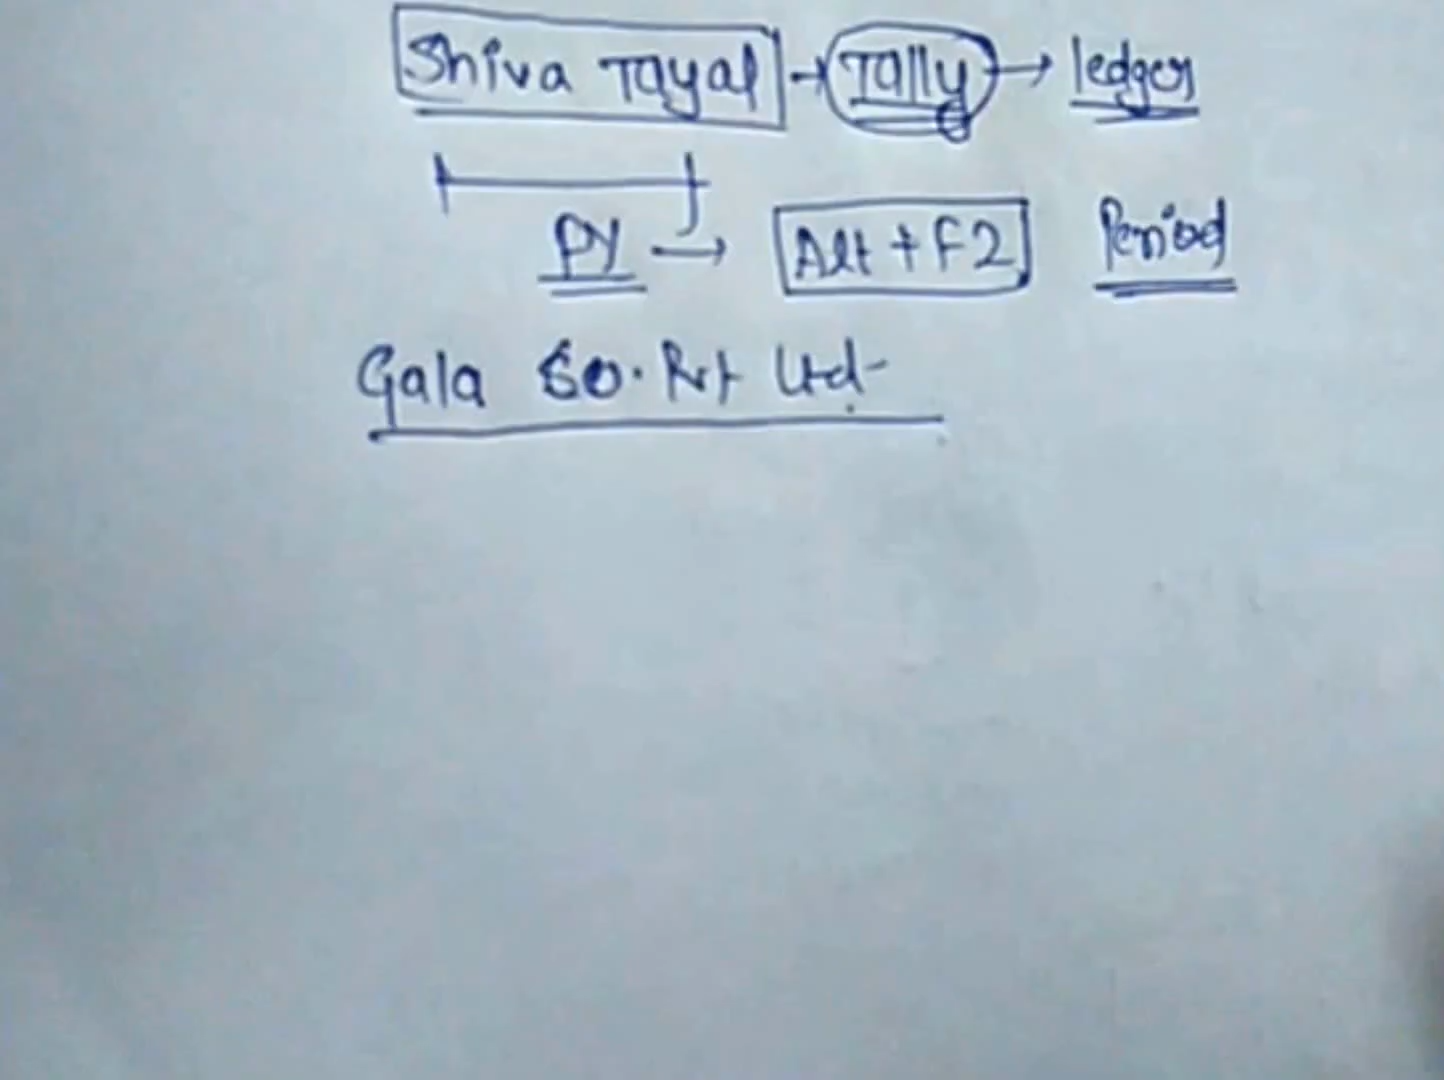 Shiva Tayal → Tally → ledger
PY → Alt + F2 Period
Gala Co. Pvt Ltd-